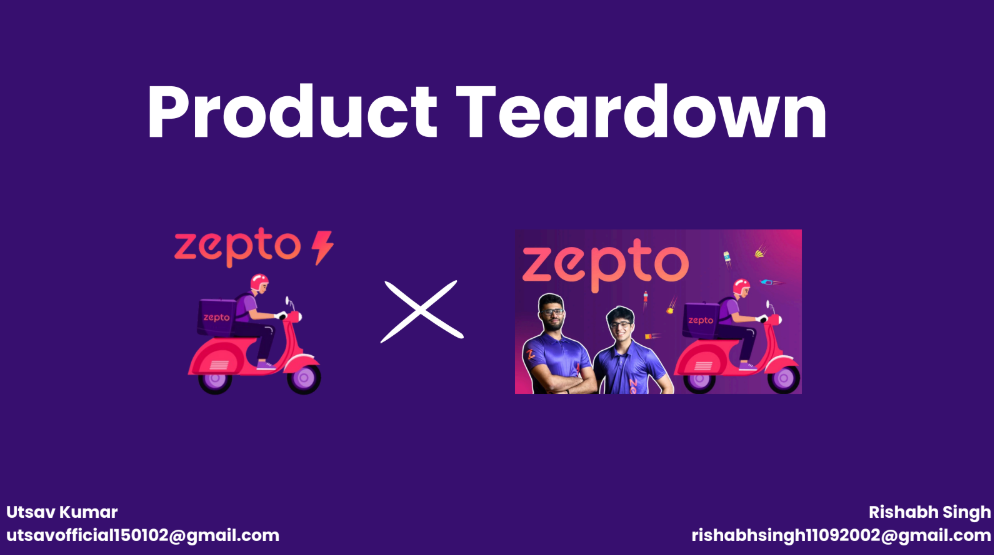 Product Teardown
zepto
zepto
zepto
zepto
Utsav Kumar
utsavofficial150102@gmail.com
Rishabh Singh
rishabhsingh11092002@gmail.com